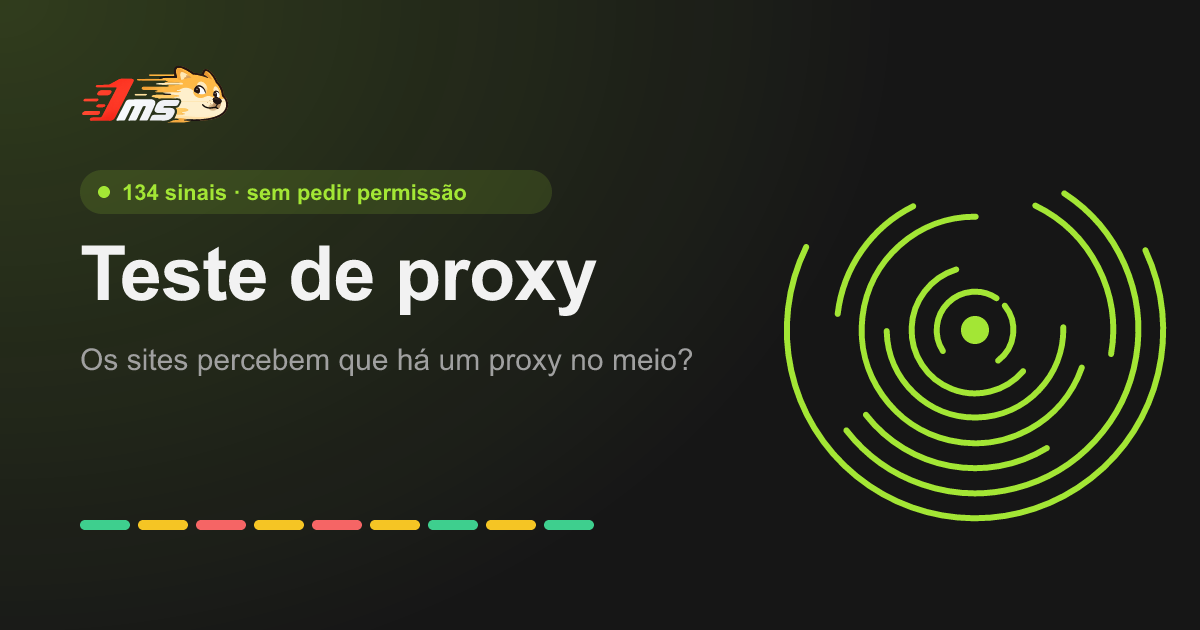 1ms
134 sinais · sem pedir permissão
Teste de proxy
Os sites percebem que há um proxy no meio?